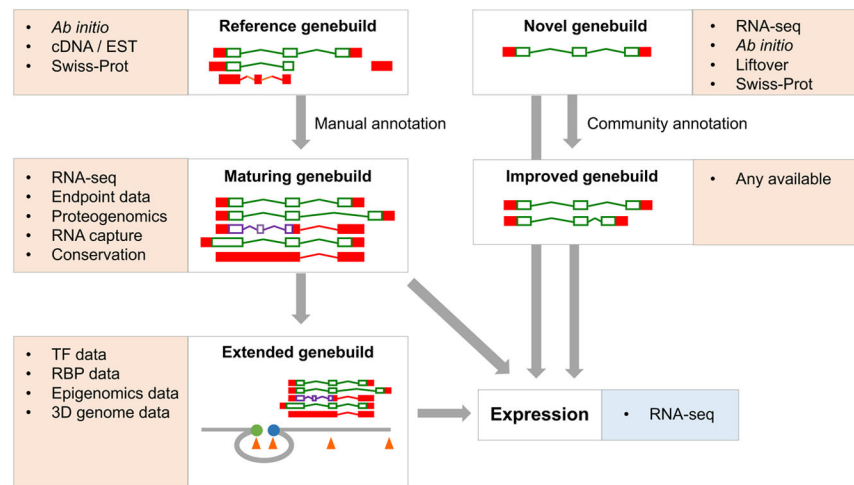 • Ab initio
• cDNA / EST
• Swiss-Prot
Reference genebuild
Novel genebuild
• RNA-seq
• Ab initio
• Liftover
• Swiss-Prot
Manual annotation
Community annotation
• RNA-seq
• Endpoint data
• Proteogenomics
• RNA capture
• Conservation
Maturing genebuild
Improved genebuild
• Any available
• TF data
• RBP data
• Epigenomics data
• 3D genome data
Extended genebuild
Expression
• RNA-seq